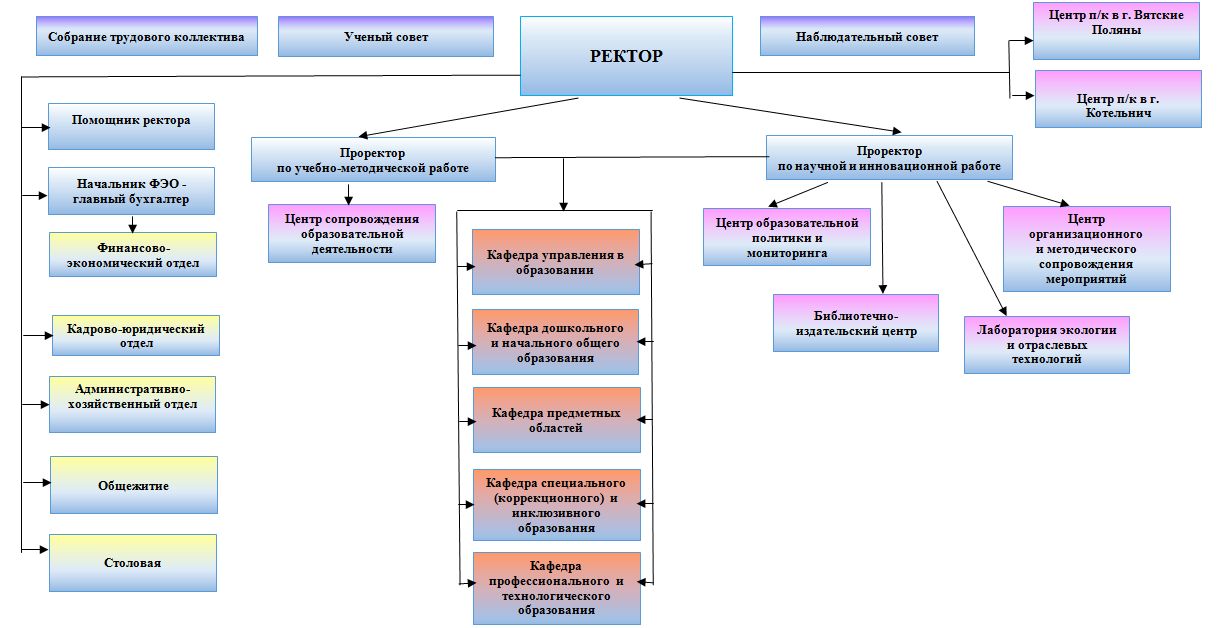 Собрание трудового коллектива
Ученый совет
РЕКТОР
Наблюдательный совет
Центр п/к в г. Вятские
Поляны
Центр п/к в г.
Котельнич
Помощник ректора
Начальник ФЭО -
главный бухгалтер
Финансово-
экономический отдел
Кадрово-юридический
отдел
Административно-
хозяйственный отдел
Общежитие
Столовая
Проректор
по учебно-методической работе
Центр сопровождения
образовательной
деятельности
Кафедра управления в
образовании
Кафедра дошкольного
и начального общего
образования
Кафедра предметных
областей
Кафедра специального
(коррекционного) и
инклюзивного
образования
Кафедра
профессионального и
технологического
образования
Проректор
по научной и инновационной работе
Центр образовательной
политики и
мониторинга
Библиотечно-
издательский центр
Лаборатория экологии
и отраслевых
технологий
Центр
организационного
и методического
сопровождения
мероприятий